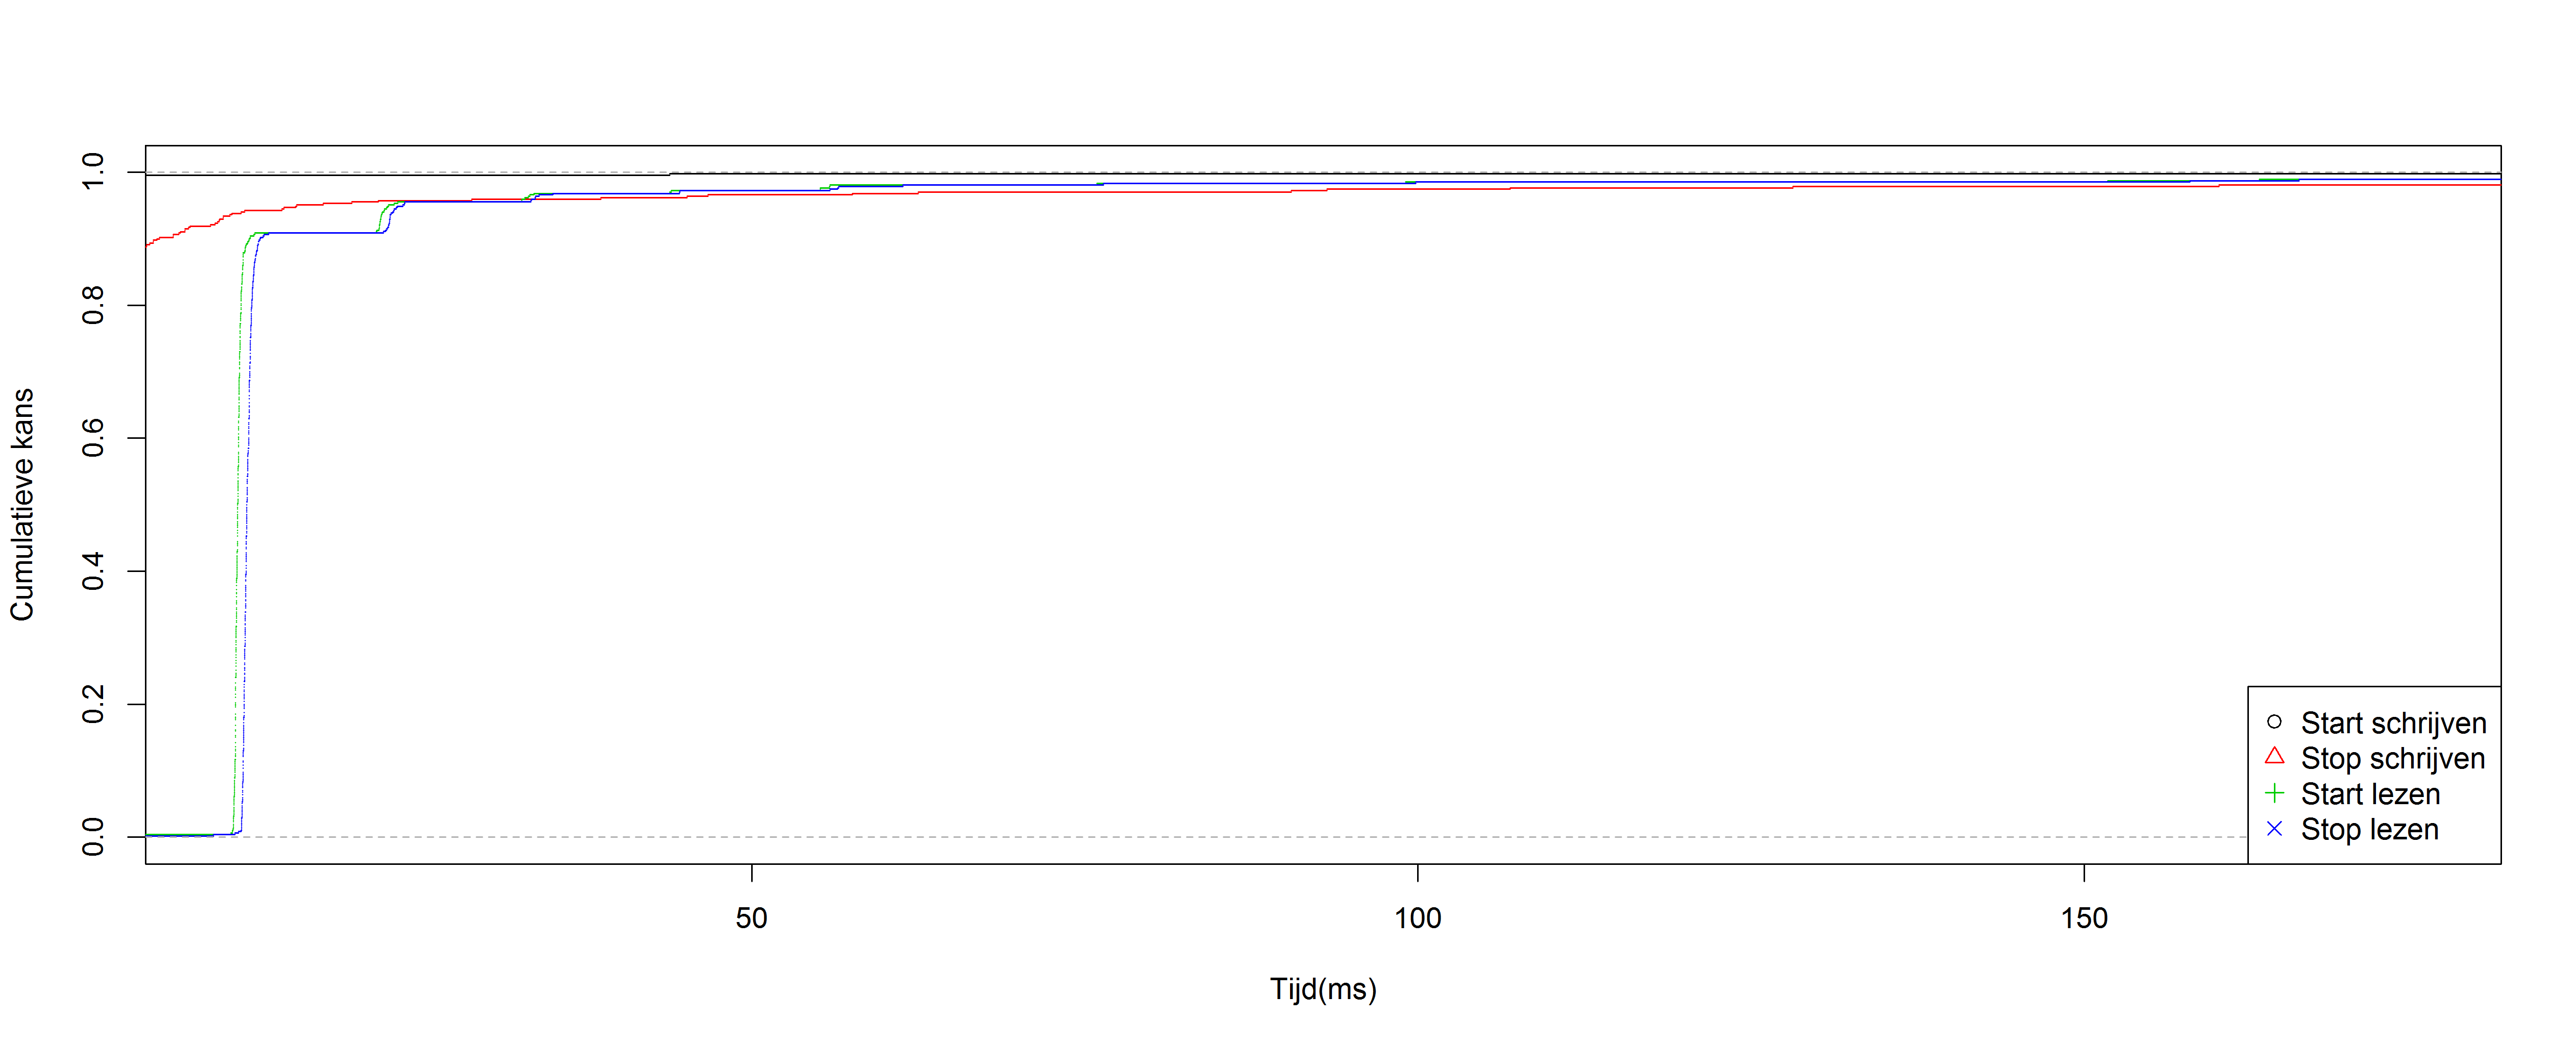 1.0
0.8
0.6
0.4
0.2
0.0
Cumulatieve kans
Start schrijven
Stop schrijven
Start lezen
Stop lezen
50
100
150
Tijd(ms)